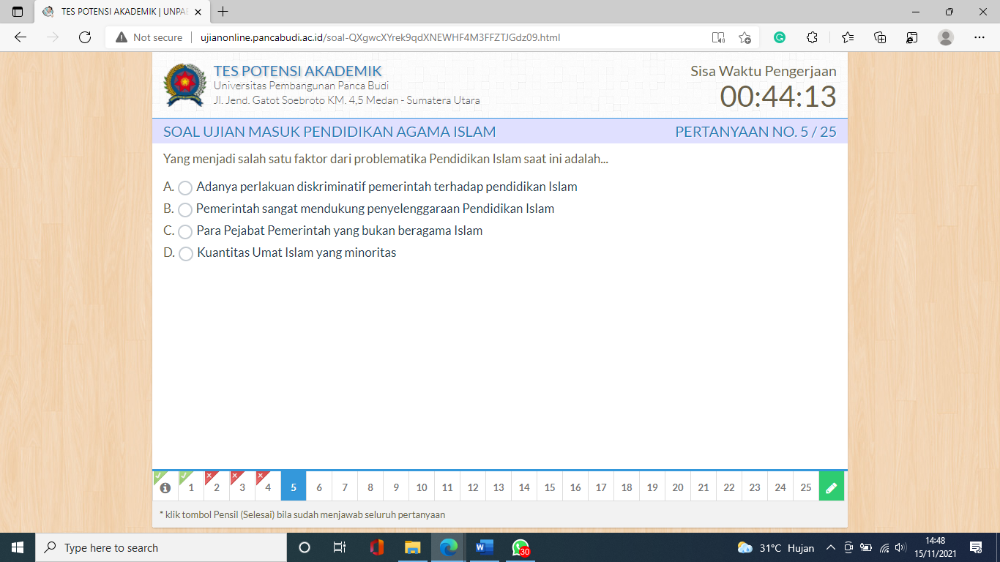 TES POTENSI AKADEMIK | UNPAB
Not secure | ujianonline.pancabudi.ac.id/soal-QXgwcXYrek9qdXNEWHF4M3FFZTJGdz09.html
TES POTENSI AKADEMIK
Universitas Pembangunan Panca Budi
Jl. Jend. Gatot Soebroto KM. 4,5 Medan - Sumatera Utara
Sisa Waktu Pengerjaan
00:44:13
SOAL UJIAN MASUK PENDIDIKAN AGAMA ISLAM
PERTANYAAN NO. 5 / 25
Yang menjadi salah satu faktor dari problematika Pendidikan Islam saat ini adalah...
A. Adanya perlakuan diskriminatif pemerintah terhadap pendidikan Islam
B. Pemerintah sangat mendukung penyelenggaraan Pendidikan Islam
C. Para Pejabat Pemerintah yang bukan beragama Islam
D. Kuantitas Umat Islam yang minoritas
1 2 3 4 5 6 7 8 9 10 11 12 13 14 15 16 17 18 19 20 21 22 23 24 25
* klik tombol Pensil (Selesai) bila sudah menjawab seluruh pertanyaan
Type here to search
30
31°C Hujan
14:48
15/11/2021